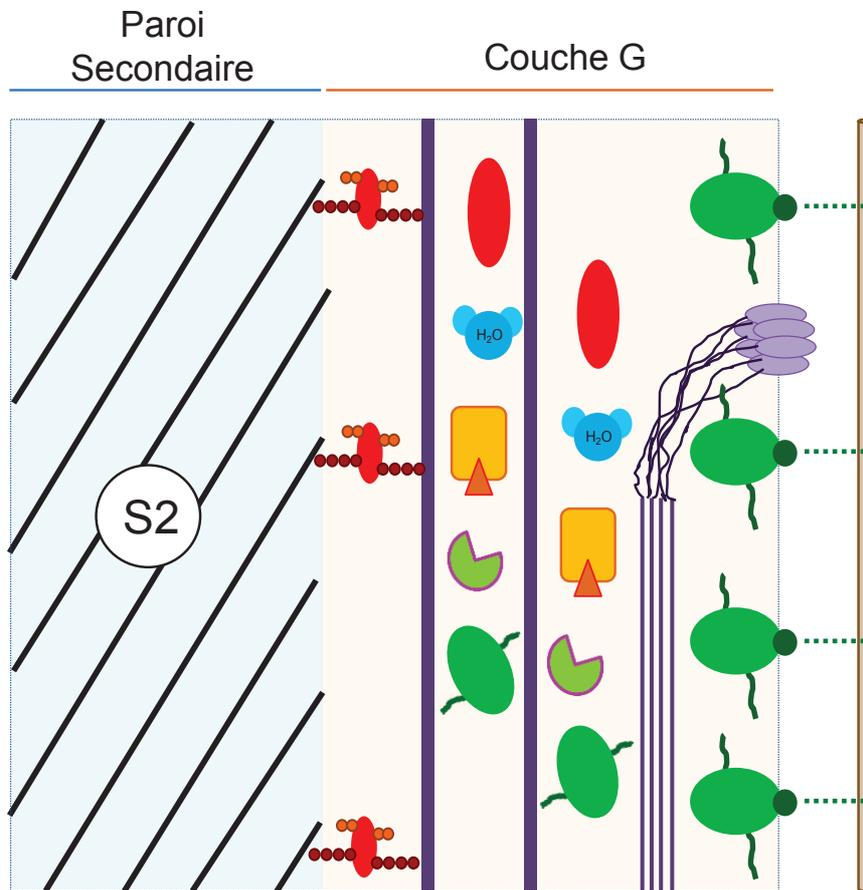 Paroi
Secondaire
Couche G
H₂O
H₂O
S2